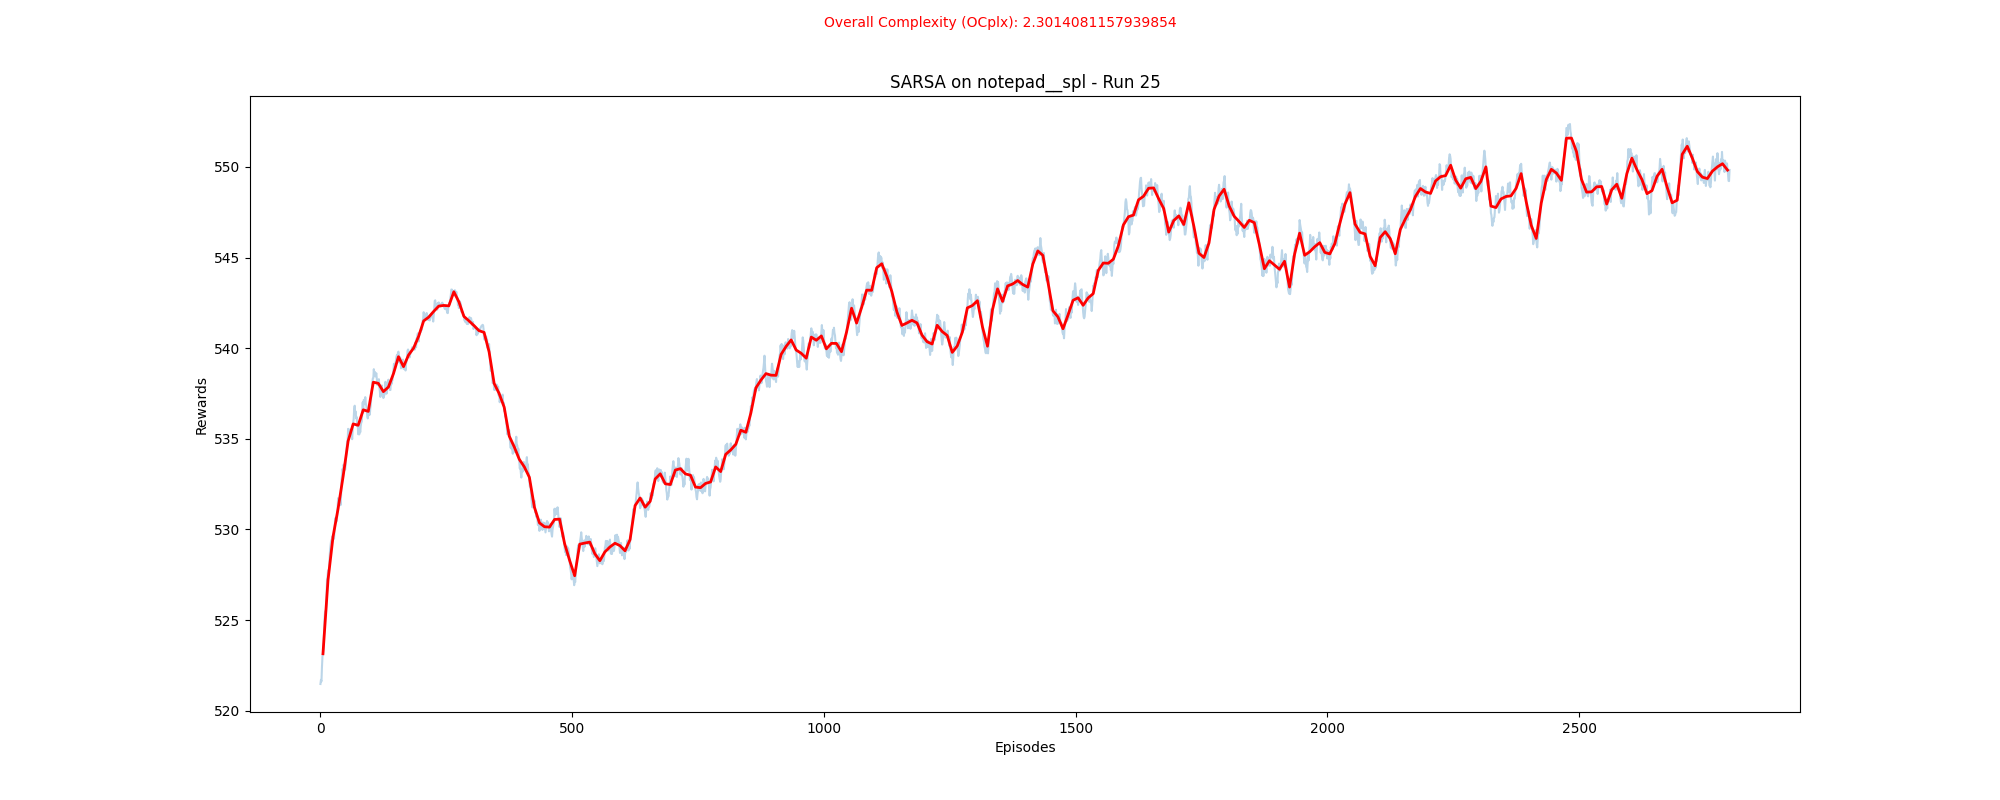 Overall Complexity (OCplx): 2.3014081157939854
SARSA on notepad__spl - Run 25
Rewards
550
545
540
535
530
525
520
0 500 1000 1500 2000 2500
Episodes